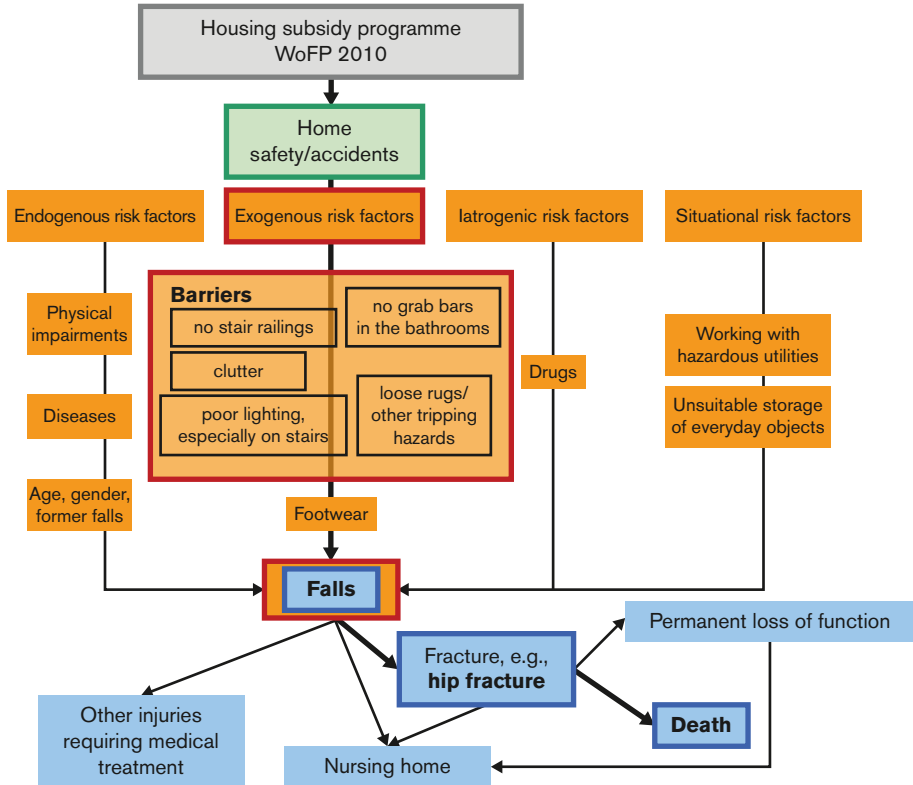 Housing subsidy programme
WoFP 2010
Home
safety/accidents
Endogenous risk factors
Exogenous risk factors
Iatrogenic risk factors
Situational risk factors
Physical
impairments
Diseases
Age, gender,
former falls
Barriers
no stair railings
no grab bars
in the bathrooms
clutter
poor lighting,
especially on stairs
loose rugs/
other tripping
hazards
Footwear
Drugs
Working with
hazardous utilities
Unsuitable storage
of everyday objects
Falls
Fracture, e.g.,
hip fracture
Permanent loss of function
Death
Other injuries
requiring medical
treatment
Nursing home